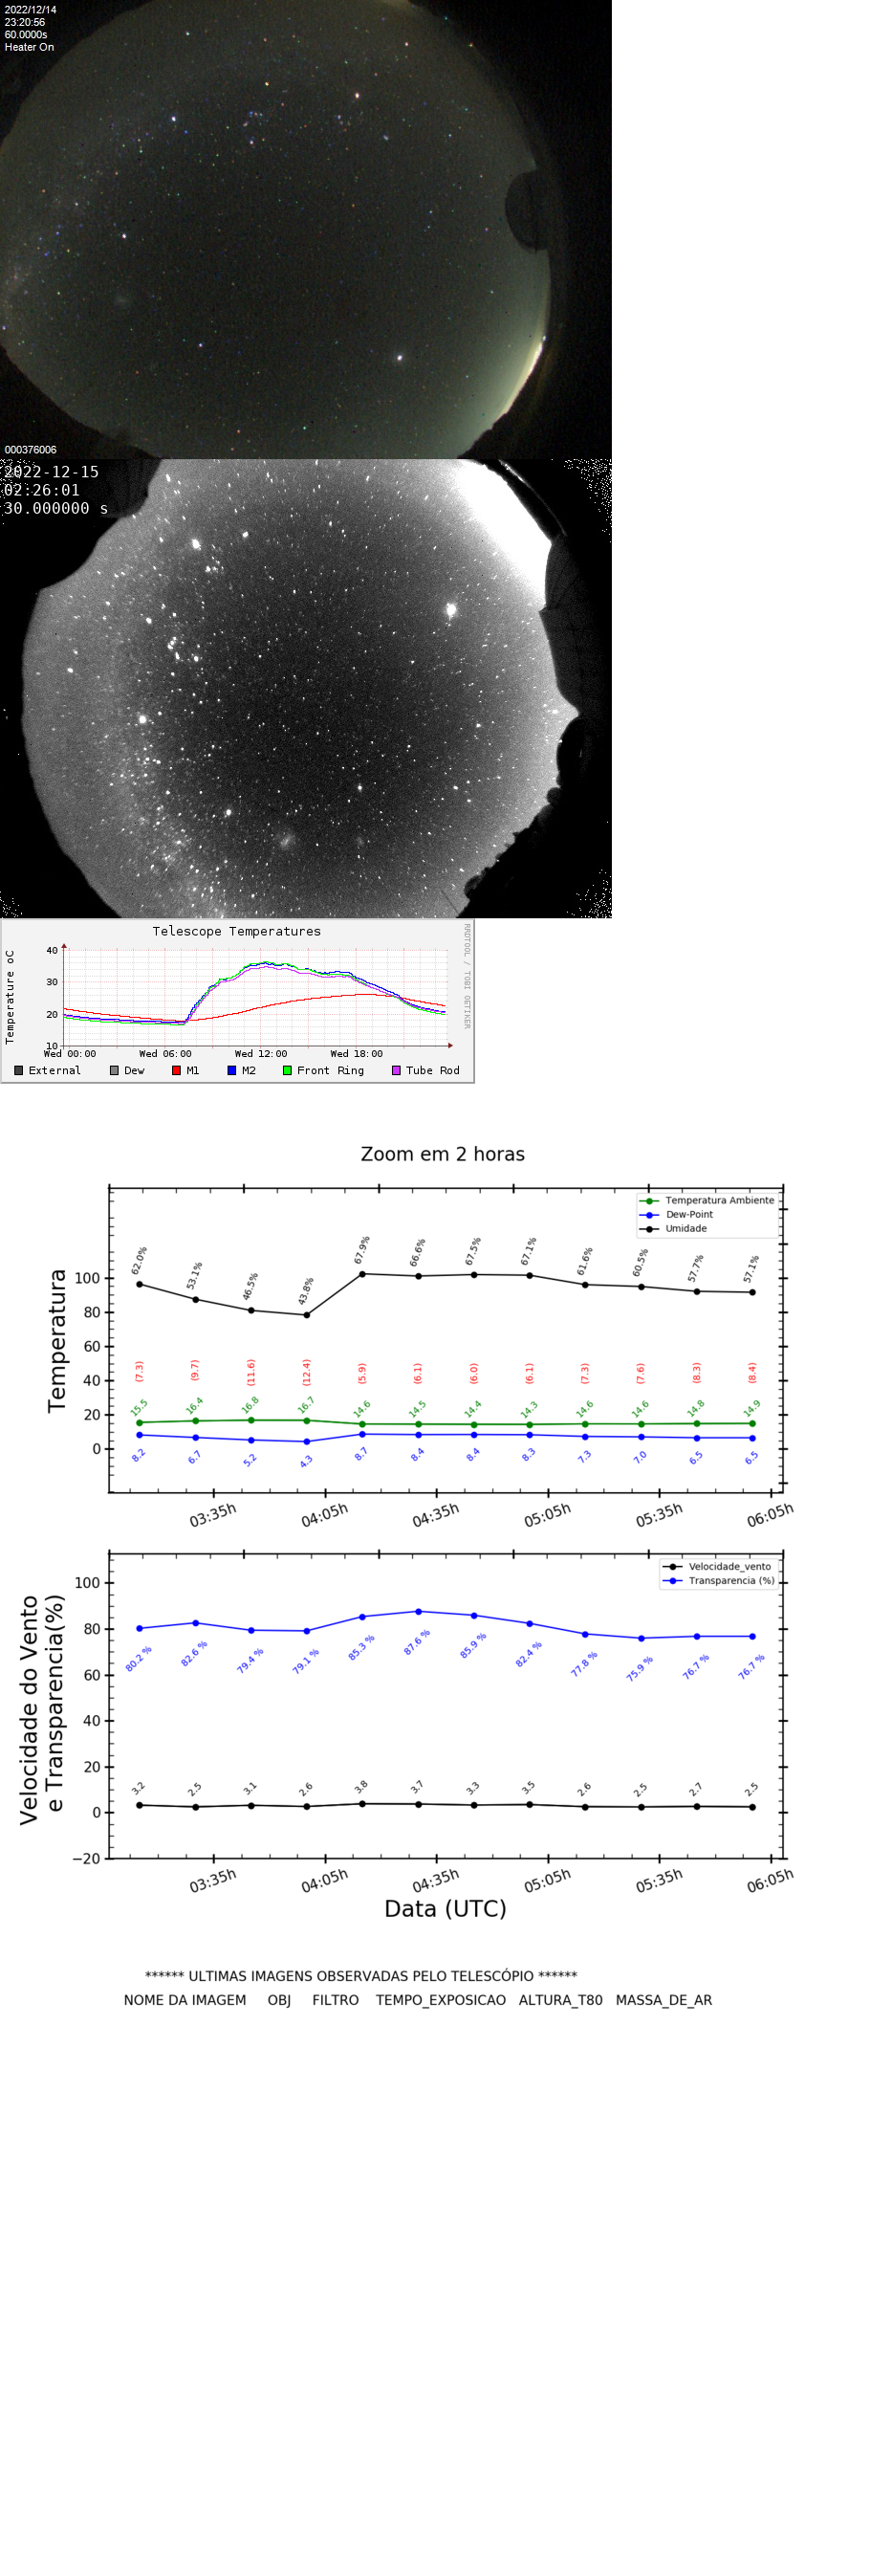 2022/12/14
23:20:56
60.0000s
Heater On
000376006
2022-12-15
02:26:01
30.000000 s
Telescope Temperatures
RRDTOOL / TOBI OETIKER
Temperature oC
40
30
20
10
Wed 00:00 Wed 06:00 Wed 12:00 Wed 18:00
External Dew M1 M2 Front Ring Tube Rod
Zoom em 2 horas
Temperatura Ambiente
Dew-Point
Umidade
Temperatura
100
80
60
40
20
0
62.0% 53.1% 46.5% 43.8% 67.9% 66.6% 67.5% 67.1% 61.6% 60.5% 57.7% 57.1%
(7.3) (9.7) (11.6) (12.4) (5.9) (6.1) (6.0) (6.1) (7.3) (7.6) (8.3) (8.4)
15.5 16.4 16.8 16.7 14.6 14.5 14.4 14.3 14.6 14.6 14.8 14.9
8.2 6.7 5.2 4.3 8.7 8.4 8.4 8.3 7.3 7.0 6.5 6.5
03:35h 04:05h 04:35h 05:05h 05:35h 06:05h
Velocidade_vento
Transparencia (%)
Velocidade do Vento
e Transparencia(%)
100
80
60
40
20
0
−20
80.2 % 82.6 % 79.4 % 79.1 % 85.3 % 87.6 % 85.9 % 82.4 % 77.8 % 75.9 % 76.7 % 76.7 %
3.2 2.5 3.1 2.6 3.8 3.7 3.3 3.5 2.6 2.5 2.7 2.5
03:35h 04:05h 04:35h 05:05h 05:35h 06:05h
Data (UTC)
****** ULTIMAS IMAGENS OBSERVADAS PELO TELESCÓPIO ******
NOME DA IMAGEM OBJ FILTRO TEMPO_EXPOSICAO ALTURA_T80 MASSA_DE_AR